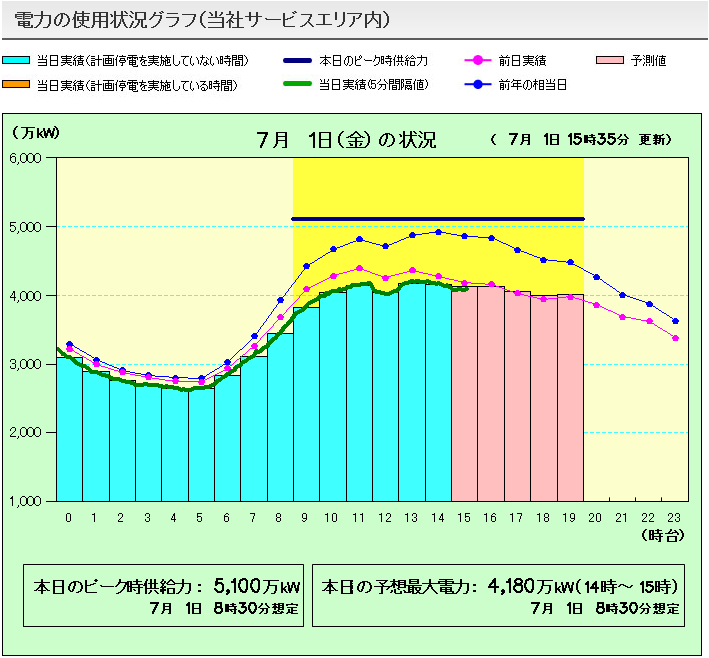 電力の使用状況グラフ(当社サービスエリア内)
当日実績(計画停電を実施していない時間) 本日のピーク時供給力 前日実績 予測値
当日実績(計画停電を実施している時間) 当日実績(5分間隔値) 前年の相当日
(万kW) 7月 1日(金)の状況 ( 7月 1日 15時35分 更新)
6,000
5,000
4,000
3,000
2,000
1,000
0 1 2 3 4 5 6 7 8 9 10 11 12 13 14 15 16 17 18 19 20 21 22 23
(時台)
本日のピーク時供給力: 5,100万kW
7月 1日 8時30分想定
本日の予想最大電力: 4,180万kW(14時～15時)
7月 1日 8時30分想定